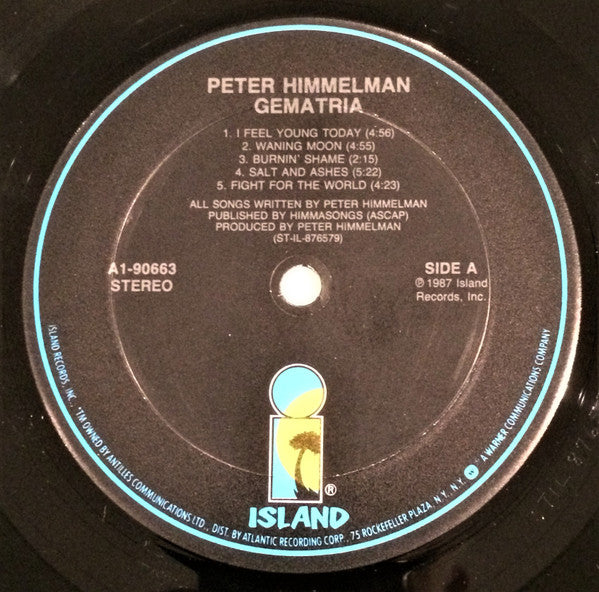 PETER HIMMELMAN
GEMATRIA
1. I FEEL YOUNG TODAY (4:56)
2. WANING MOON (4:55)
3. BURNIN' SHAME (2:15)
4. SALT AND ASHES (5:22)
5. FIGHT FOR THE WORLD (4:23)
ALL SONGS WRITTEN BY PETER HIMMELMAN
PUBLISHED BY HIMMASONGS (ASCAP)
PRODUCED BY PETER HIMMELMAN
(ST-IL-876579)
A1-90663
STEREO
SIDE A
℗ 1987 Island
Records, Inc.
®
ISLAND
ISLAND RECORDS, INC., *TM OWNED BY ANTILLES COMMUNICATIONS LTD., DIST. BY ATLANTIC RECORDING CORP., 75 ROCKEFELLER PLAZA, N.Y., N.Y. A WARNER COMMUNICATIONS COMPANY